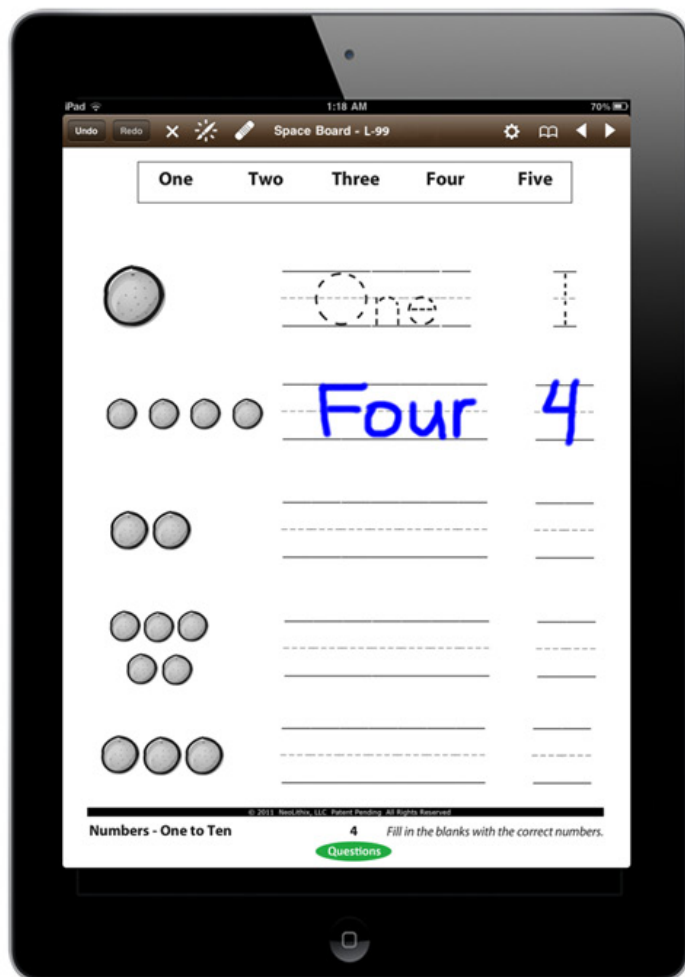 iPad 1:18 AM 70%
Undo Redo Space Board - L-99
One Two Three Four Five
One 1
Four 4
© 2011 NeoLithix, LLC Patent Pending All Rights Reserved
Numbers - One to Ten 4 Fill in the blanks with the correct numbers.
Questions